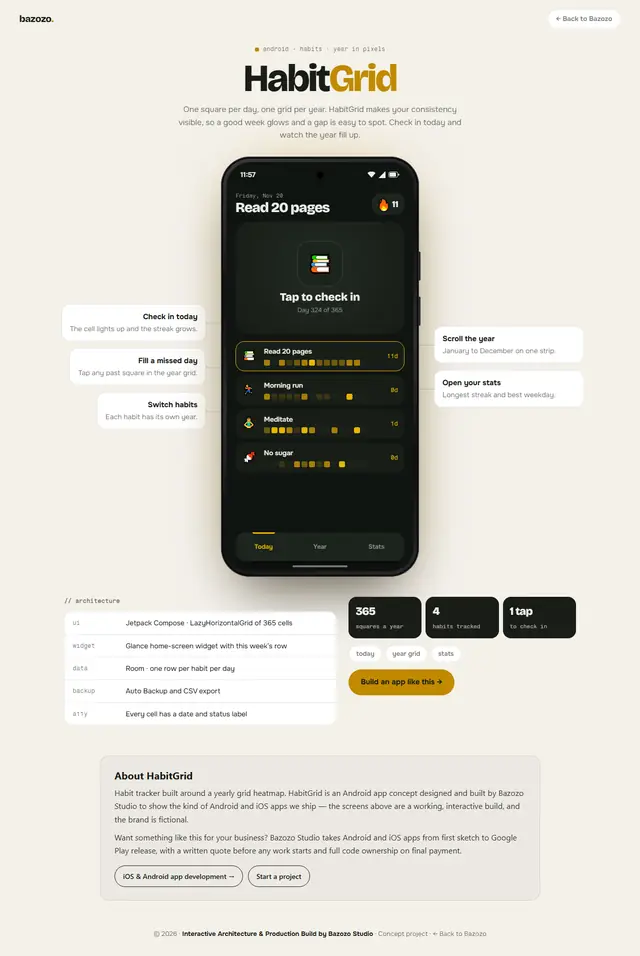 bazozo.
← Back to Bazozo
android · habits · year in pixels
HabitGrid
One square per day, one grid per year. HabitGrid makes your consistency
visible, so a good week glows and a gap is easy to spot. Check in today and
watch the year fill up.
11:57
Friday, Nov 20
Read 20 pages
11
Tap to check in
Day 324 of 365
Check in today
The cell lights up and the streak grows.
Fill a missed day
Tap any past square in the year grid.
Switch habits
Each habit has its own year.
Scroll the year
January to December on one strip.
Open your stats
Longest streak and best weekday.
Read 20 pages
11d
Morning run
0d
Meditate
1d
No sugar
0d
Today
Year
Stats
// architecture
ui
Jetpack Compose · LazyHorizontalGrid of 365 cells
widget
Glance home-screen widget with this week's row
data
Room · one row per habit per day
backup
Auto Backup and CSV export
a11y
Every cell has a date and status label
365
squares a year
4
habits tracked
1 tap
to check in
today
year grid
stats
Build an app like this →
About HabitGrid
Habit tracker built around a yearly grid heatmap. HabitGrid is an Android app concept designed and built by Bazozo
Studio to show the kind of Android and iOS apps we ship — the screens above are a working, interactive build, and
the brand is fictional.
Want something like this for your business? Bazozo Studio takes Android and iOS apps from first sketch to Google
Play release, with a written quote before any work starts and full code ownership on final payment.
iOS & Android app development →
Start a project
© 2026 · Interactive Architecture & Production Build by Bazozo Studio · Concept project · ← Back to Bazozo